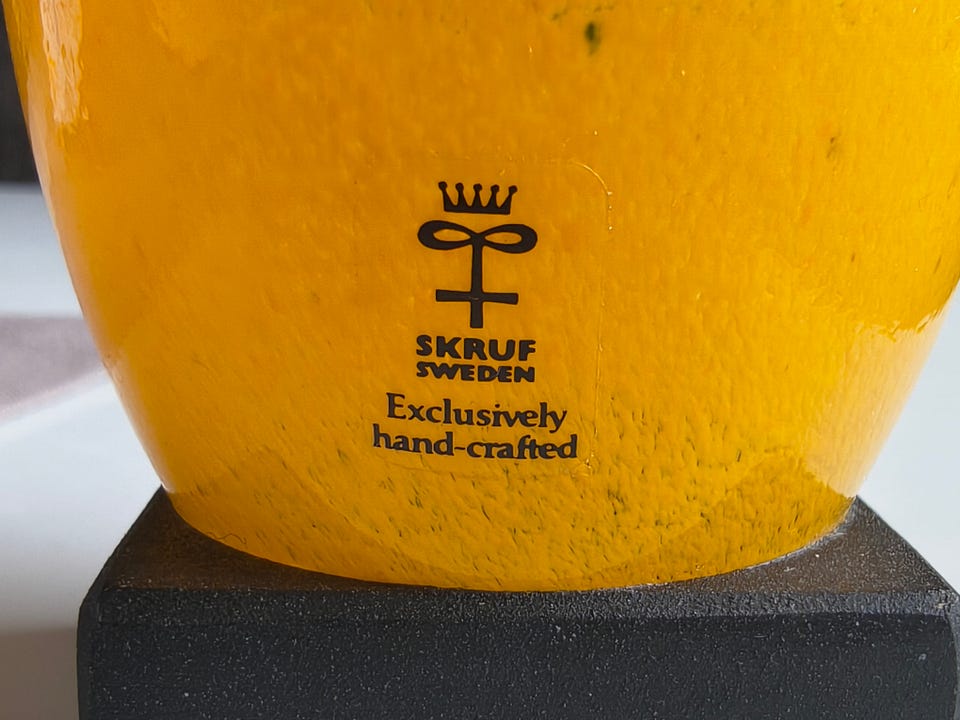 SKRUF
SWEDEN
Exclusively
hand-crafted